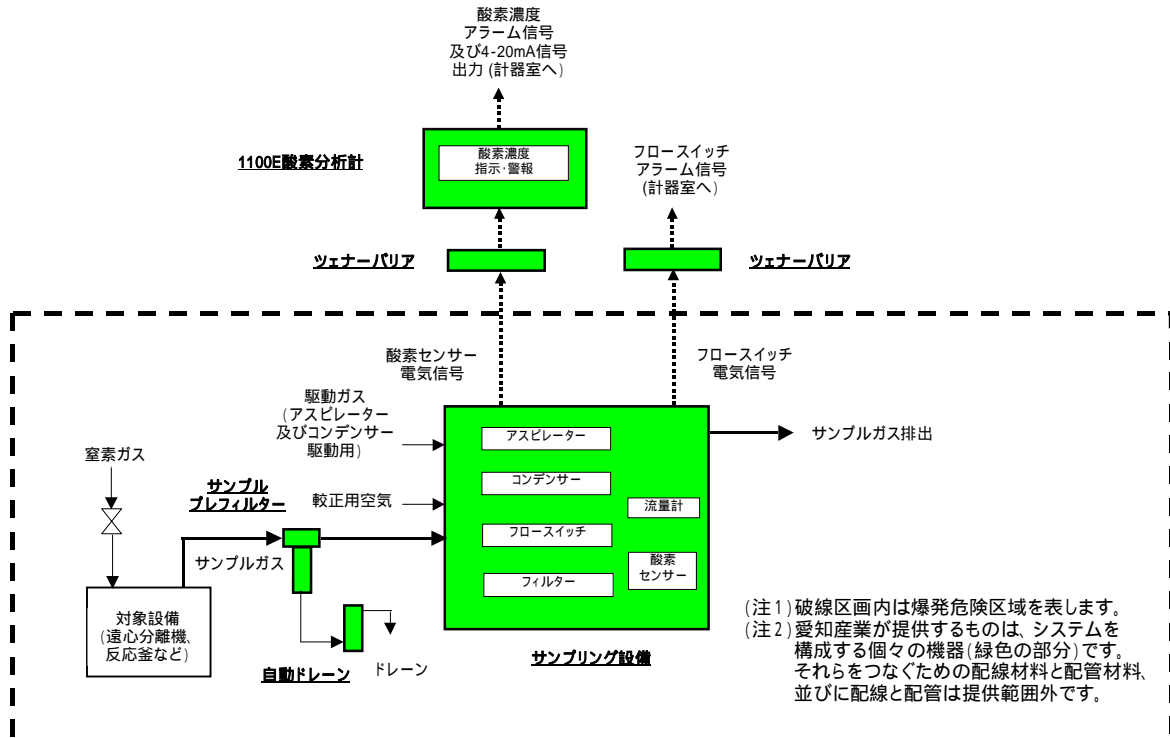 酸素濃度
アラーム信号
及び4-20mA信号
出力 (計器室へ)
1100E酸素分析計
酸素濃度
指示・警報
フロースイッチ
アラーム信号
(計器室へ)
ツェナーバリア
ツェナーバリア
酸素センサー
電気信号
フロースイッチ
電気信号
駆動ガス
(アスピレーター
及びコンデンサー
駆動用)
アスピレーター
サンプルガス排出
窒素ガス
サンプル
プレフィルター
較正用空気
コンデンサー
流量計
フロースイッチ
サンプルガス
酸素
センサー
フィルター
対象設備
(遠心分離機、
反応釜など)
自動ドレーン
ドレーン
サンプリング設備
(注1)破線区画内は爆発危険区域を表します。
(注2)愛知産業が提供するものは、システムを
構成する個々の機器(緑色の部分)です。
それらをつなぐための配線材料と配管材料、
並びに配線と配管は提供範囲外です。